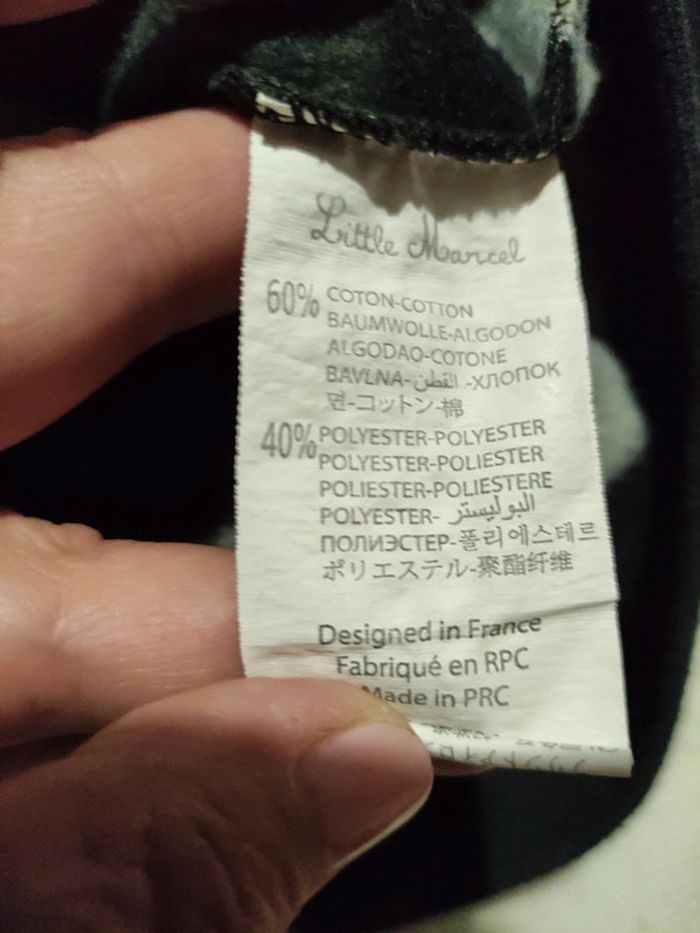 Little Marcel
60% COTON-COTTON
BAUMWOLLE-ALGODON
ALGODAO-COTONE
BAVLNA-القطن-ХЛОПОК
면-コットン-棉
40% POLYESTER-POLYESTER
POLYESTER-POLIESTER
POLIESTER-POLIESTERE
POLYESTER-البوليستر
ПОЛИЭСТЕР-폴리에스테르
ポリエステル-聚酯纤维
Designed in France
Fabriqué en RPC
Made in PRC